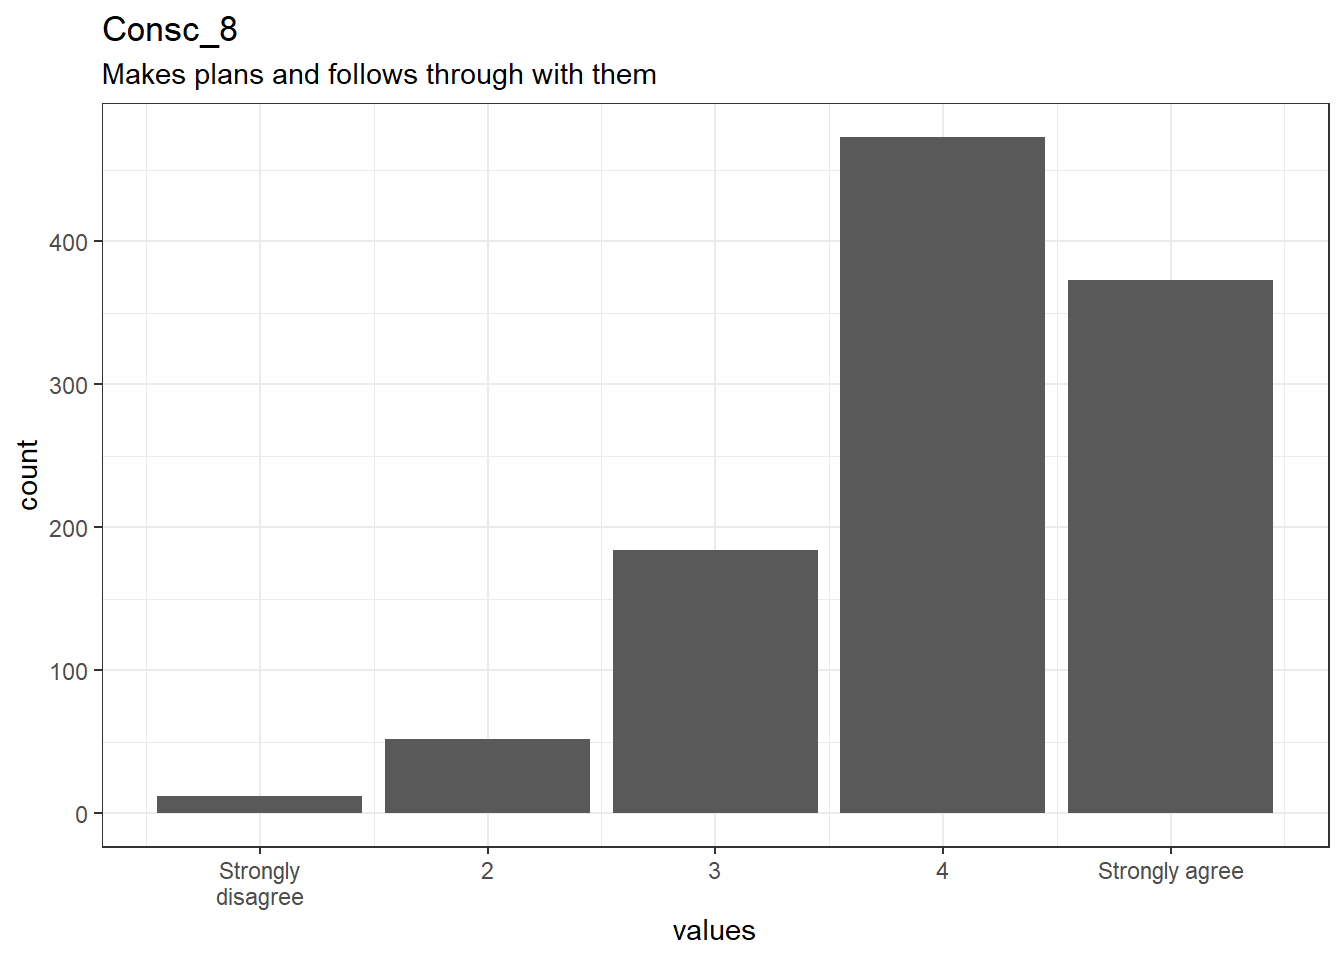 Consc_8
Makes plans and follows through with them
count
400
300
200
100
0
Strongly
disagree
2
3
4
Strongly agree
values